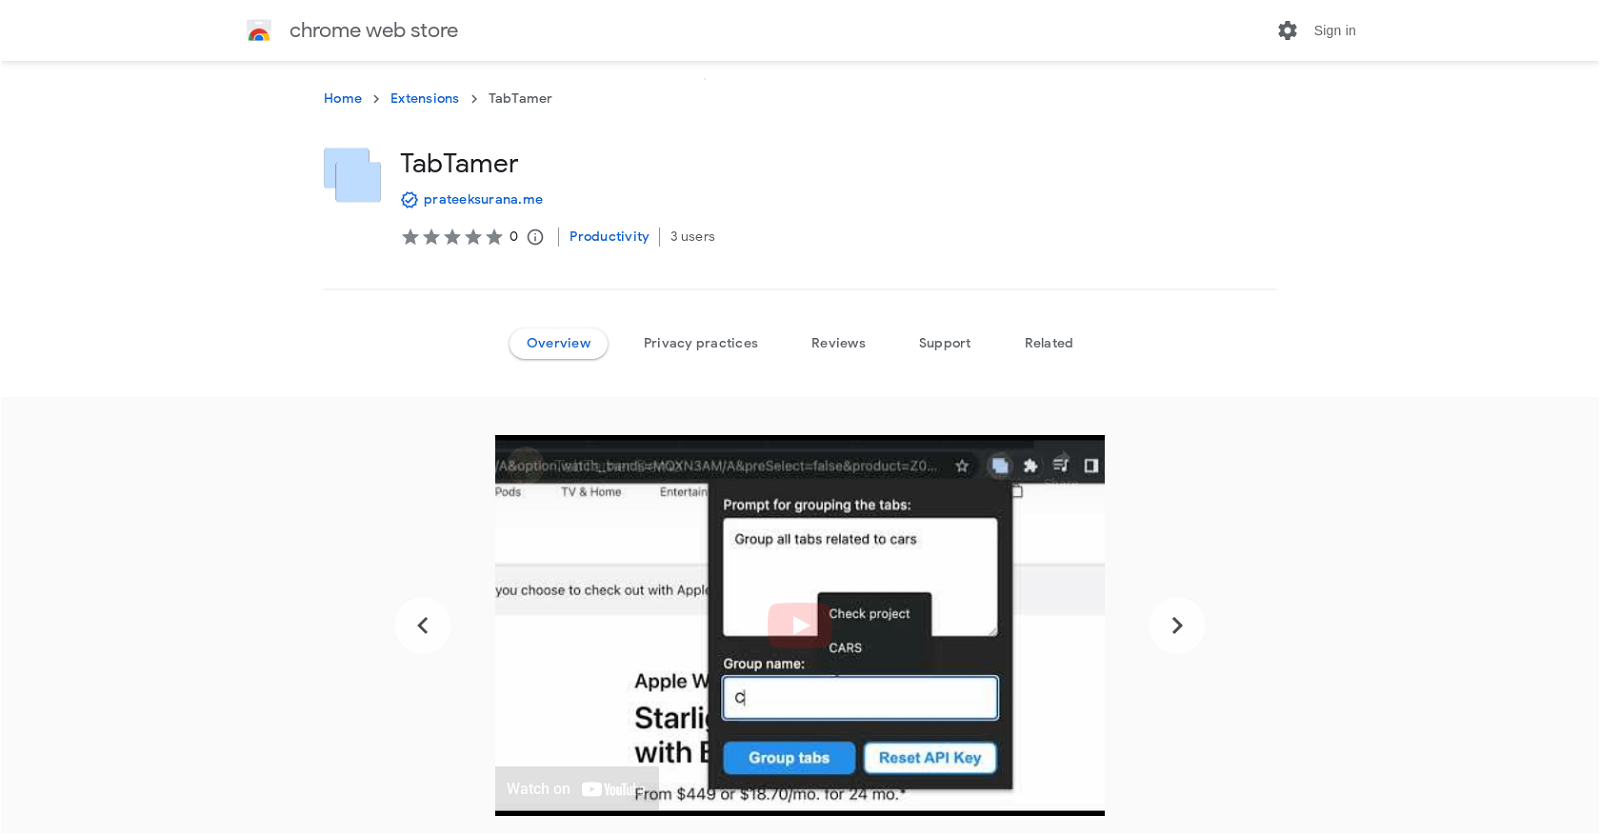 chrome web store
Sign in
Home > Extensions > TabTamer
TabTamer
prateeksurana.me
0
Productivity
3 users
Overview
Privacy practices
Reviews
Support
Related
/A&option.watch_bands=MQXN3AM/A&preSelect=false&product=Z0...
Pods
TV & Home
Entertain
Prompt for grouping the tabs:
Group all tabs related to cars
you choose to check out with Apple
Check project
CARS
Group name:
C
Apple W
Starlig
with B
Group tabs
Reset API Key
Watch on YouTube
From $449 or $18.70/mo. for 24 mo.*